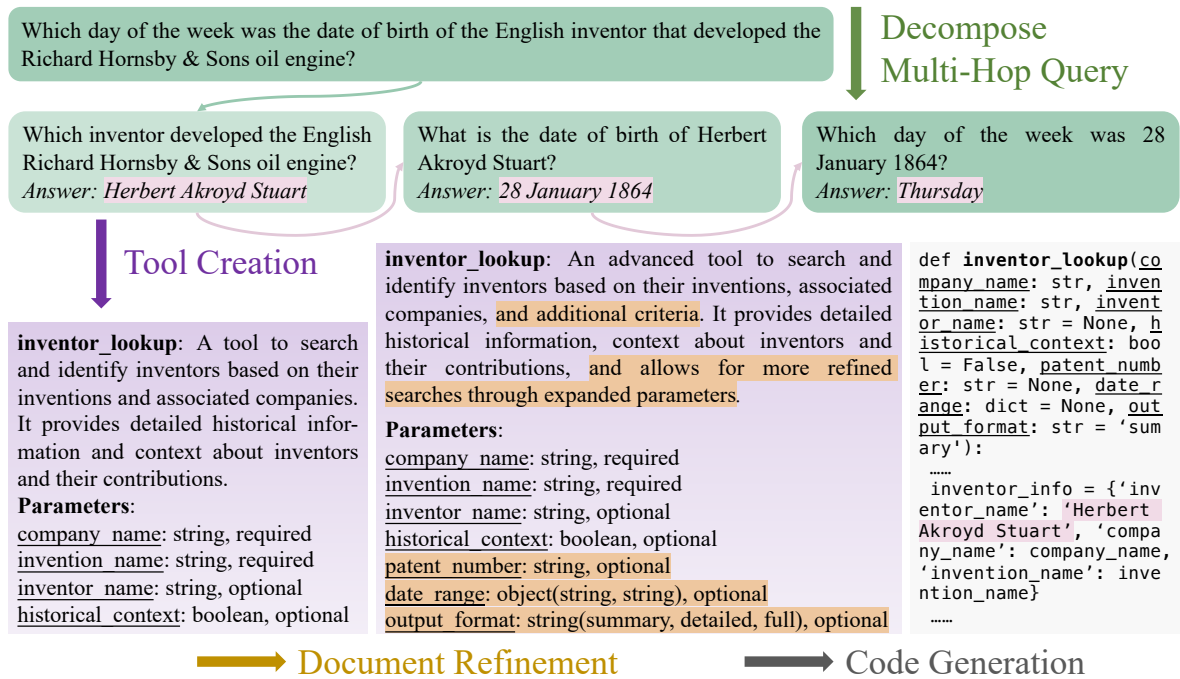 Which day of the week was the date of birth of the English inventor that developed the
Richard Hornsby & Sons oil engine?
Decompose
Multi-Hop Query
Which inventor developed the English
Richard Hornsby & Sons oil engine?
Answer: Herbert Akroyd Stuart
What is the date of birth of Herbert
Akroyd Stuart?
Answer: 28 January 1864
Which day of the week was 28
January 1864?
Answer: Thursday
Tool Creation
inventor_lookup: A tool to search
and identify inventors based on their
inventions and associated companies.
It provides detailed historical infor-
mation and context about inventors
and their contributions.
Parameters:
company_name: string, required
invention_name: string, required
inventor_name: string, optional
historical_context: boolean, optional
inventor_lookup: An advanced tool to search and
identify inventors based on their inventions, associated
companies, and additional criteria. It provides detailed
historical information, context about inventors and
their contributions, and allows for more refined
searches through expanded parameters.
Parameters:
company_name: string, required
invention_name: string, required
inventor_name: string, optional
historical_context: boolean, optional
patent_number: string, optional
date_range: object(string, string), optional
output_format: string(summary, detailed, full), optional
def inventor_lookup(co
mpany_name: str, inven
tion_name: str, invent
or_name: str = None, h
istorical_context: boo
l = False, patent_numb
er: str = None, date_r
ange: dict = None, out
put_format: str = ‘sum
ary'):
……
inventor_info = {‘inv
entor_name’: ‘Herbert
Akroyd Stuart’, ‘compa
ny_name’: company_name,
‘invention_name’: inve
ntion_name}
……
Document Refinement
Code Generation